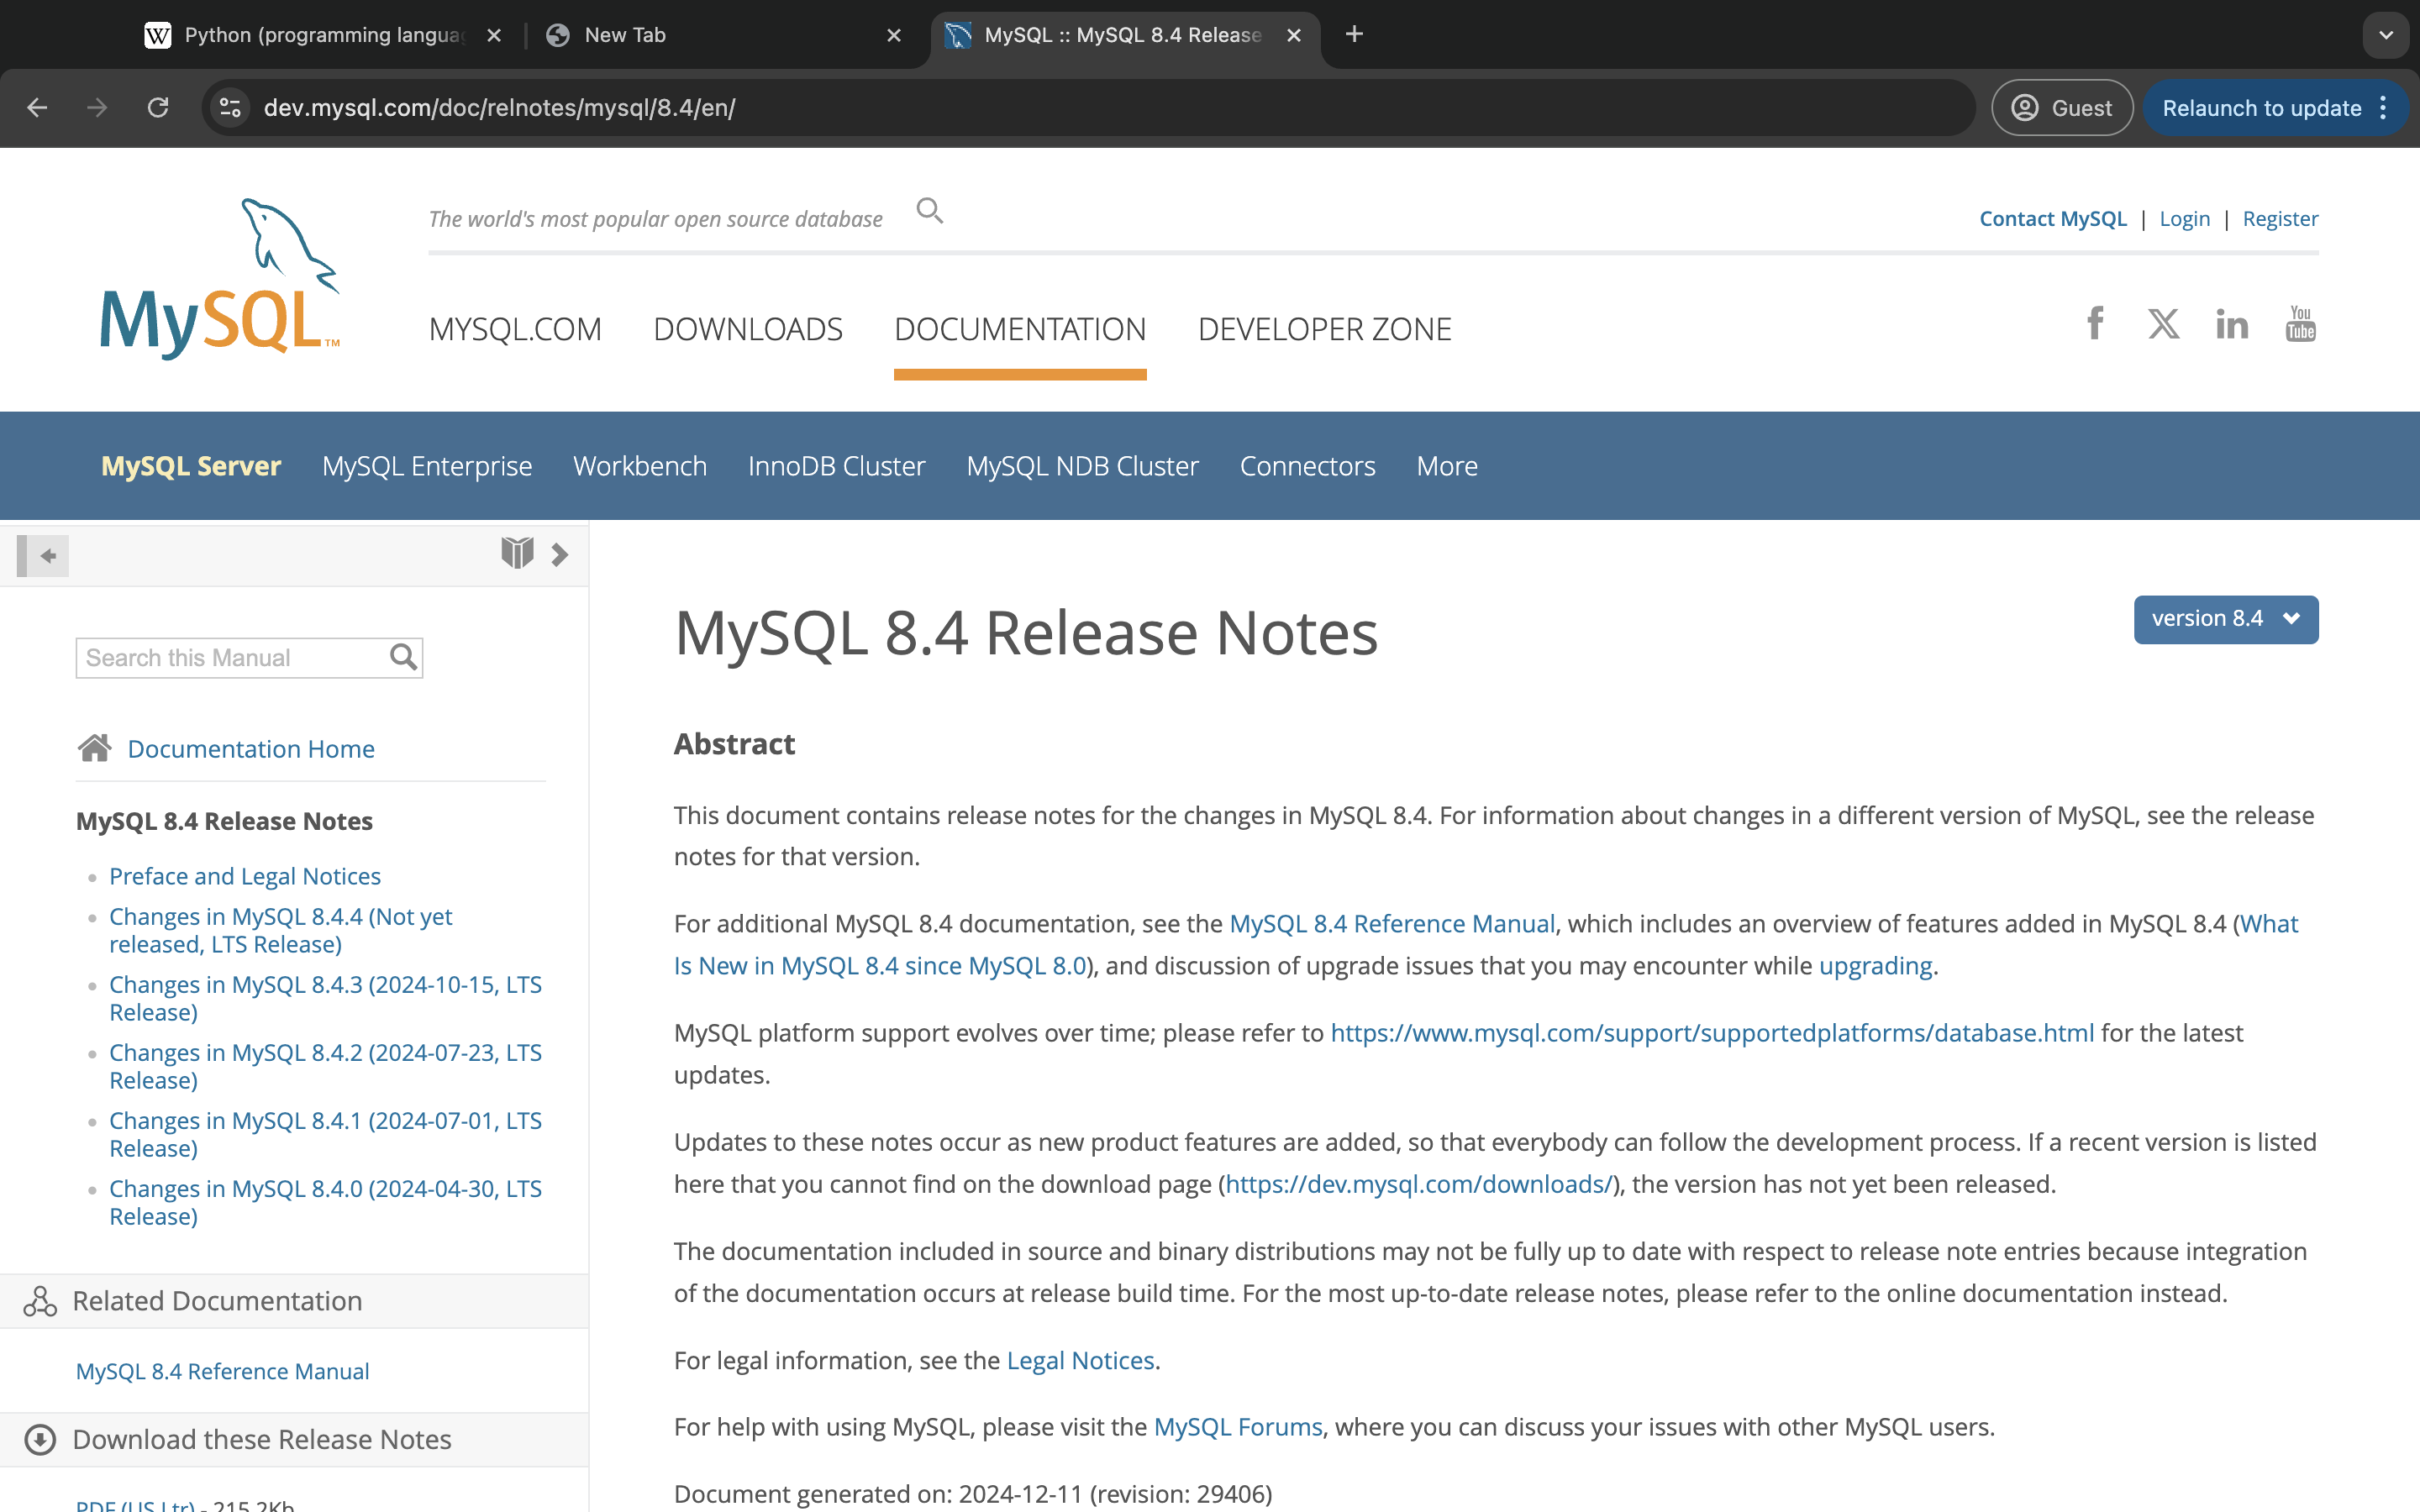 Python (programming langua
New Tab
MySQL :: MySQL 8.4 Release
dev.mysql.com/doc/relnotes/mysql/8.4/en/
Guest
Relaunch to update
The world's most popular open source database
Contact MySQL | Login | Register
MySQL™
MYSQL.COM DOWNLOADS DOCUMENTATION DEVELOPER ZONE
You Tube
MySQL Server MySQL Enterprise Workbench InnoDB Cluster MySQL NDB Cluster Connectors More
Search this Manual
Documentation Home
MySQL 8.4 Release Notes
Preface and Legal Notices
Changes in MySQL 8.4.4 (Not yet
released, LTS Release)
Changes in MySQL 8.4.3 (2024-10-15, LTS
Release)
Changes in MySQL 8.4.2 (2024-07-23, LTS
Release)
Changes in MySQL 8.4.1 (2024-07-01, LTS
Release)
Changes in MySQL 8.4.0 (2024-04-30, LTS
Release)
Related Documentation
MySQL 8.4 Reference Manual
Download these Release Notes
PDF (US Ltr) - 215.2Kb
MySQL 8.4 Release Notes
version 8.4
Abstract
This document contains release notes for the changes in MySQL 8.4. For information about changes in a different version of MySQL, see the release
notes for that version.
For additional MySQL 8.4 documentation, see the MySQL 8.4 Reference Manual, which includes an overview of features added in MySQL 8.4 (What
Is New in MySQL 8.4 since MySQL 8.0), and discussion of upgrade issues that you may encounter while upgrading.
MySQL platform support evolves over time; please refer to https://www.mysql.com/support/supportedplatforms/database.html for the latest
updates.
Updates to these notes occur as new product features are added, so that everybody can follow the development process. If a recent version is listed
here that you cannot find on the download page (https://dev.mysql.com/downloads/), the version has not yet been released.
The documentation included in source and binary distributions may not be fully up to date with respect to release note entries because integration
of the documentation occurs at release build time. For the most up-to-date release notes, please refer to the online documentation instead.
For legal information, see the Legal Notices.
For help with using MySQL, please visit the MySQL Forums, where you can discuss your issues with other MySQL users.
Document generated on: 2024-12-11 (revision: 29406)